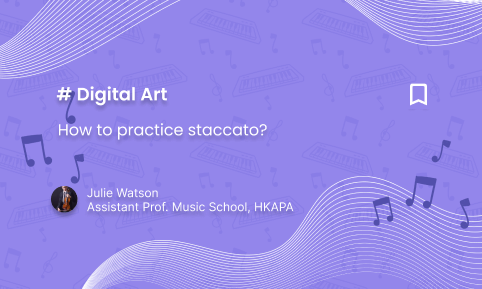 # Digital Art
How to practice staccato?
Julie Watson
Assistant Prof. Music School, HKAPA